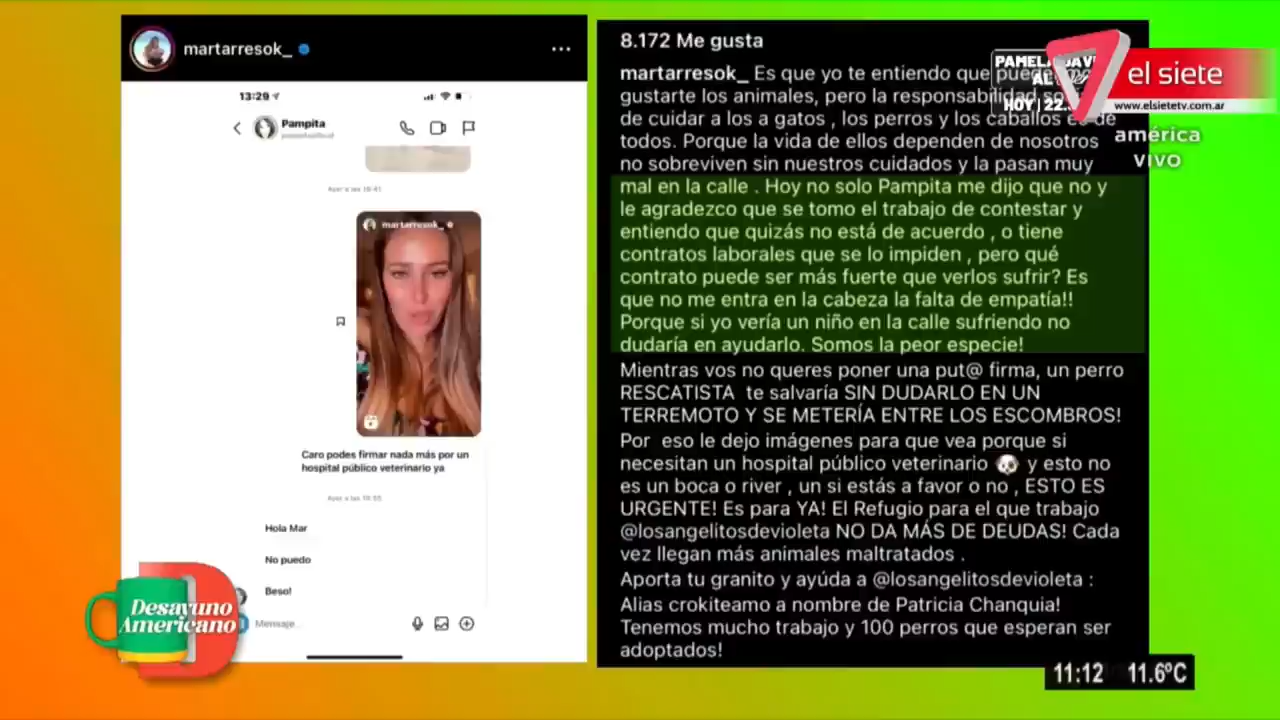 martarresok_
13:29
Pampita
Ayer a las 18:41
martarresok_
Caro podes firmar nada más por un
hospital público veterinario ya
Hola Mar
No puedo
Beso!
Mensaje...
8.172 Me gusta
martarresok_ Es que yo te entiendo que
gustarte los animales, pero la responsabilidad
de cuidar a los a gatos , los perros y los caballos es de
todos. Porque la vida de ellos dependen de nosotros
no sobreviven sin nuestros cuidados y la pasan muy
mal en la calle . Hoy no solo Pampita me dijo que no y
le agradezco que se tomo el trabajo de contestar y
entiendo que quizás no está de acuerdo , o tiene
contratos laborales que se lo impiden , pero qué
contrato puede ser más fuerte que verlos sufrir? Es
que no me entra en la cabeza la falta de empatía!!
Porque si yo vería un niño en la calle sufriendo no
dudaría en ayudarlo. Somos la peor especie!
Mientras vos no queres poner una put@ firma, un perro
RESCATISTA te salvaría SIN DUDARLO EN UN
TERREMOTO Y SE METERÍA ENTRE LOS ESCOMBROS!
Por eso le dejo imágenes para que vea porque si
necesitan un hospital público veterinario 🐶 y esto no
es un boca o river , un si estás a favor o no , ESTO ES
URGENTE! Es para YA! El Refugio para el que trabajo
@losangelitosdevioleta NO DA MÁS DE DEUDAS! Cada
vez llegan más animales maltratados .
Aporta tu granito y ayúda a @losangelitosdevioleta :
Alias crokiteamo a nombre de Patricia Chanquia!
Tenemos mucho trabajo y 100 perros que esperan ser
adoptados!
HOY | 22.
el siete
www.elsietetv.com.ar
américa
VIVO
Desayuno
Americano
11:12 11.6ºC